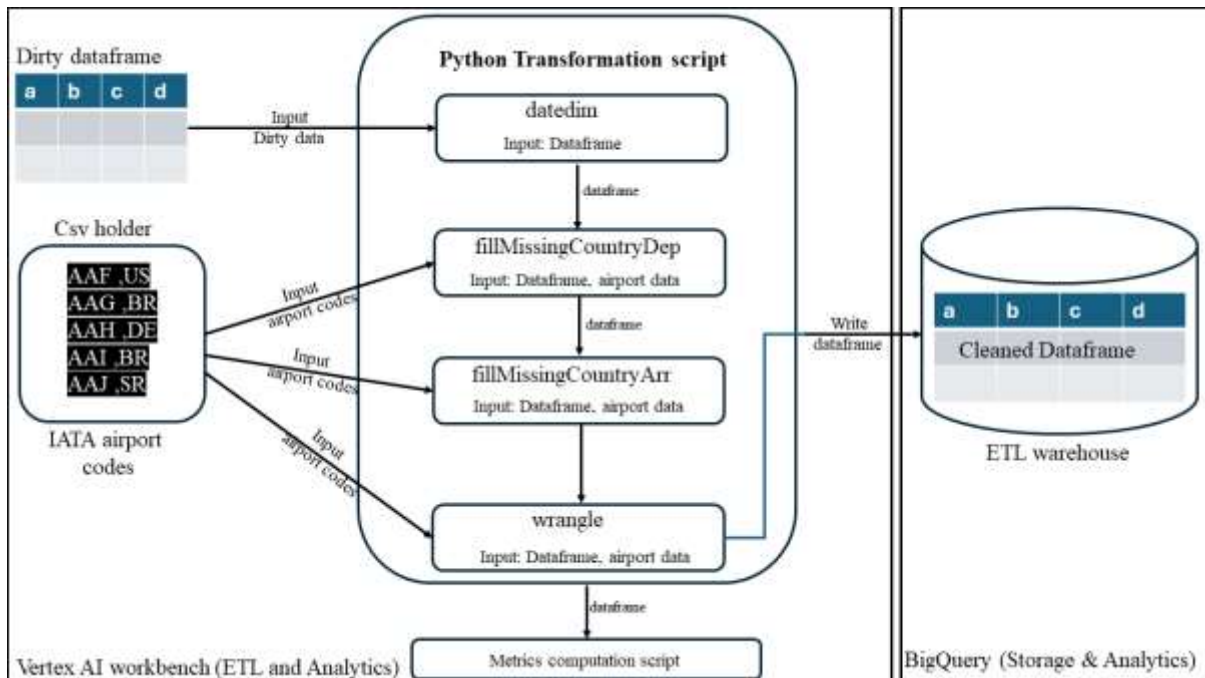 Dirty dataframe
a b c d
Input
Dirty data
Csv holder
AAF ,US
AAG ,BR
AAH ,DE
AAI ,BR
AAJ ,SR
IATA airport
codes
Input
airport codes
Input
airport codes
Input
airport codes
Python Transformation script
datedim
Input: Dataframe
dataframe
fillMissingCountryDep
Input: Dataframe, airport data
dataframe
fillMissingCountryArr
Input: Dataframe, airport data
wrangle
Input: Dataframe, airport data
dataframe
Metrics computation script
Vertex AI workbench (ETL and Analytics)
Write
dataframe
a b c d
Cleaned Dataframe
ETL warehouse
BigQuery (Storage & Analytics)